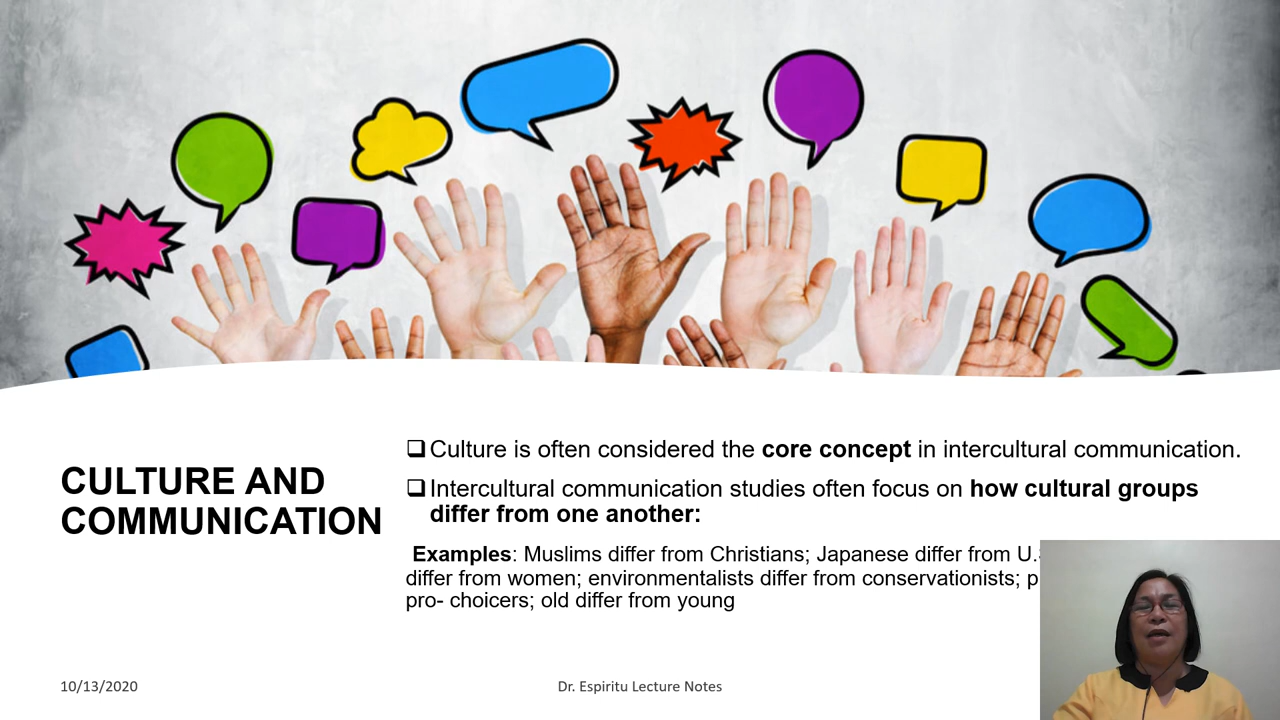 CULTURE AND
COMMUNICATION
❑ Culture is often considered the core concept in intercultural communication.
❑ Intercultural communication studies often focus on how cultural groups
differ from one another:
Examples: Muslims differ from Christians; Japanese differ from U.
differ from women; environmentalists differ from conservationists;
pro- choicers; old differ from young
10/13/2020
Dr. Espiritu Lecture Notes